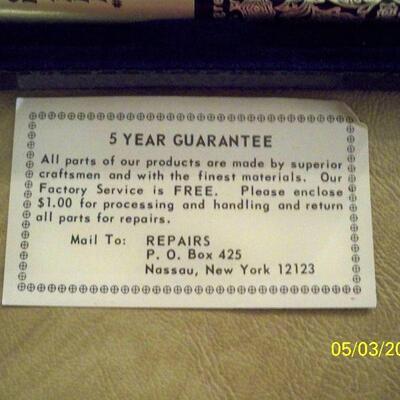 5 YEAR GUARANTEE
All parts of our products are made by superior
craftsmen and with the finest materials. Our
Factory Service is FREE. Please enclose
$1.00 for processing and handling and return
all parts for repairs.
Mail To: REPAIRS
P. O. Box 425
Nassau, New York 12123
05/03/20